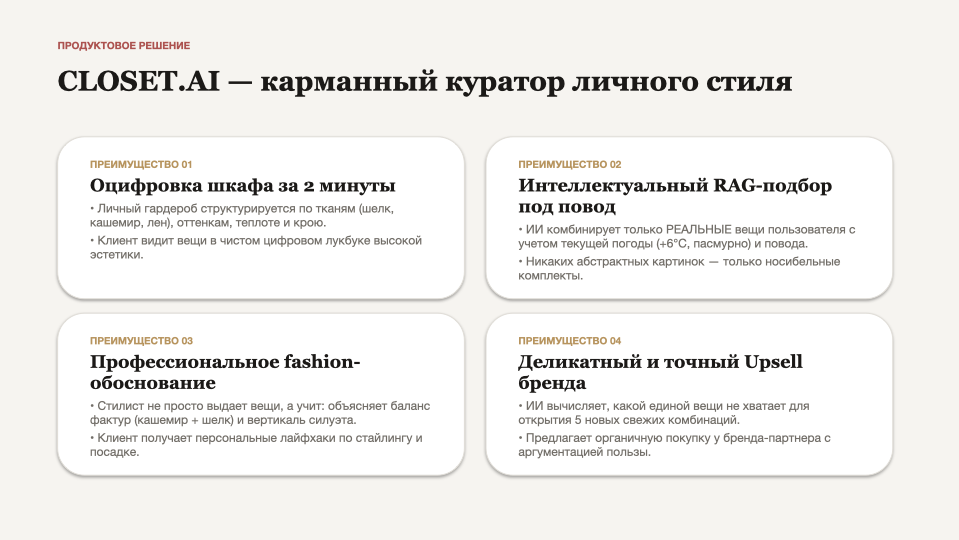 ПРОДУКТОВОЕ РЕШЕНИЕ
CLOSET.AI — карманный куратор личного стиля
ПРЕИМУЩЕСТВО 01
Оцифровка шкафа за 2 минуты
• Личный гардероб структурируется по тканям (шелк,
кашемир, лен), оттенкам, теплоте и крою.
• Клиент видит вещи в чистом цифровом лукбуке высокой
эстетики.
ПРЕИМУЩЕСТВО 02
Интеллектуальный RAG-подбор
под повод
• ИИ комбинирует только РЕАЛЬНЫЕ вещи пользователя с
учетом текущей погоды (+6°C, пасмурно) и повода.
• Никаких абстрактных картинок — только носибельные
комплекты.
ПРЕИМУЩЕСТВО 03
Профессиональное fashion-
обоснование
• Стилист не просто выдает вещи, а учит: объясняет баланс
фактур (кашемир + шелк) и вертикаль силуэта.
• Клиент получает персональные лайфхаки по стайлингу и
посадке.
ПРЕИМУЩЕСТВО 04
Деликатный и точный Upsell
бренда
• ИИ вычисляет, какой единой вещи не хватает для
открытия 5 новых свежих комбинаций.
• Предлагает органичную покупку у бренда-партнера с
аргументацией пользы.